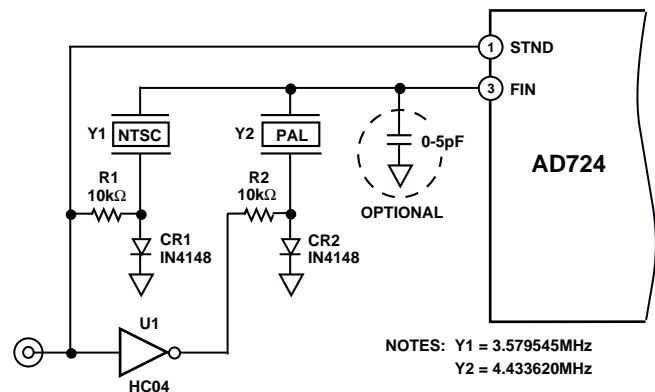 1 STND
3 FIN
Y1 NTSC
Y2 PAL
0-5pF
AD724
R1
10kΩ
R2
10kΩ
OPTIONAL
CR1
IN4148
CR2
IN4148
U1
HC04
NOTES: Y1 = 3.579545MHz
Y2 = 4.433620MHz